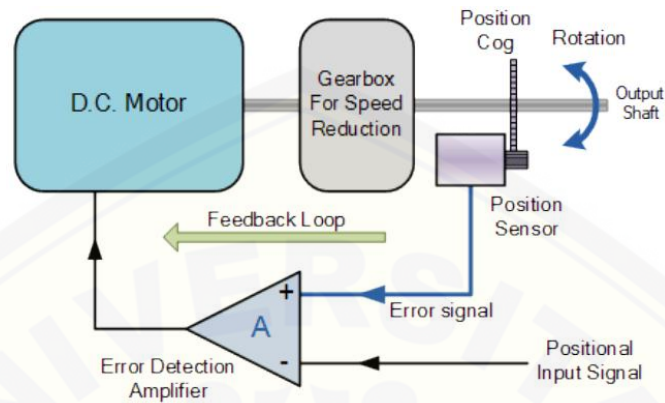 Position
Cog
Rotation
D.C. Motor
Gearbox
For Speed
Reduction
Output
Shaft
Position
Sensor
Feedback Loop
+
A
-
Error signal
Error Detection
Amplifier
Positional
Input Signal